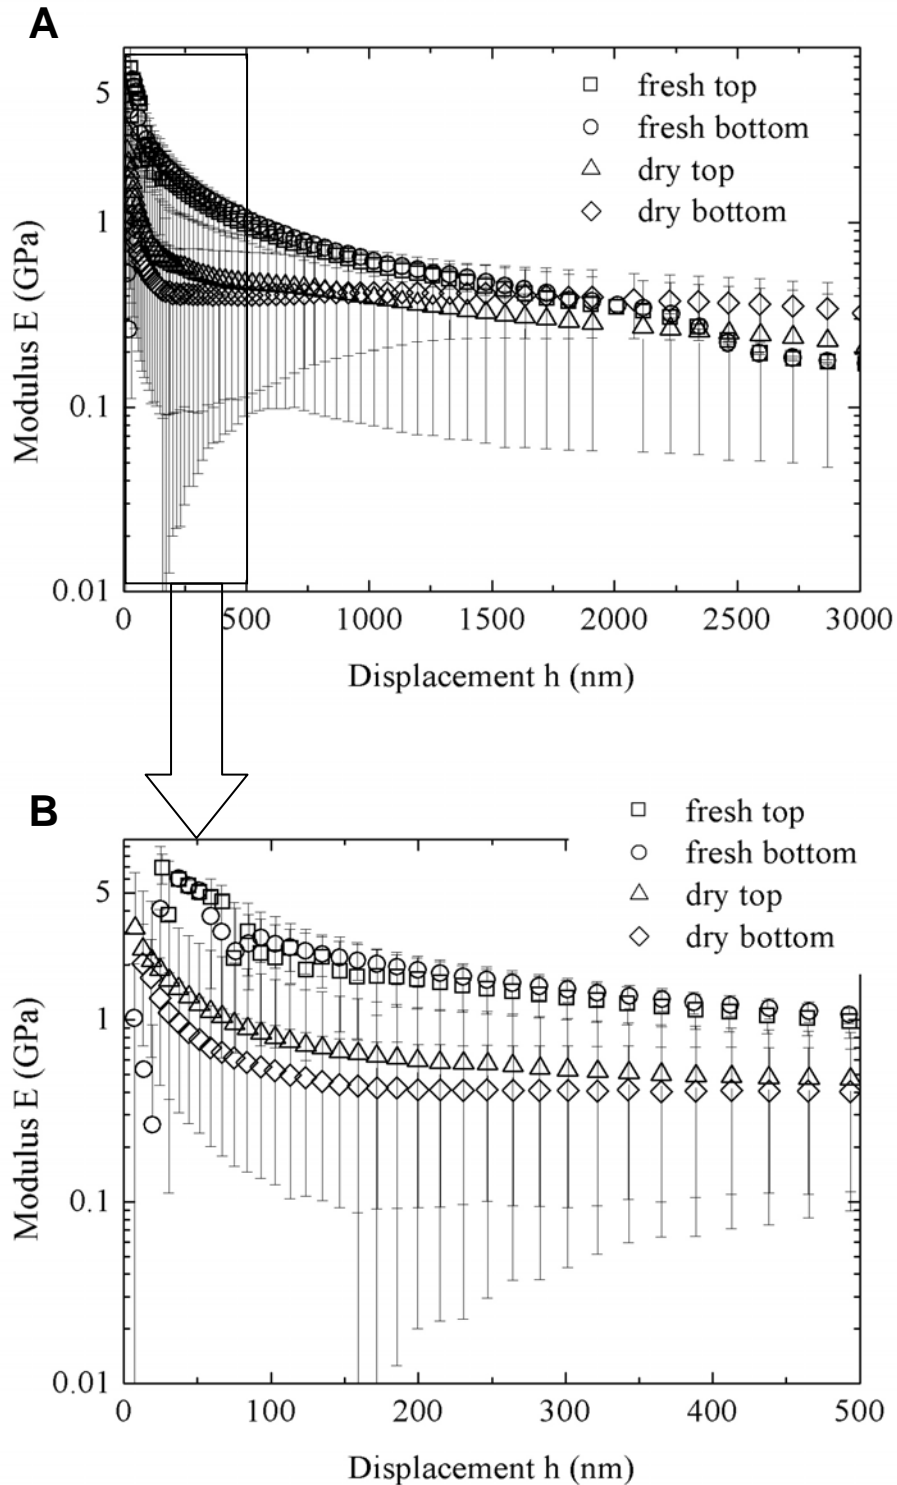 A
fresh top
fresh bottom
dry top
dry bottom
5
1
0.1
0.01
Modulus E (GPa)
0 500 1000 1500 2000 2500 3000
Displacement h (nm)
B
fresh top
fresh bottom
dry top
dry bottom
5
1
0.1
0.01
Modulus E (GPa)
0 100 200 300 400 500
Displacement h (nm)